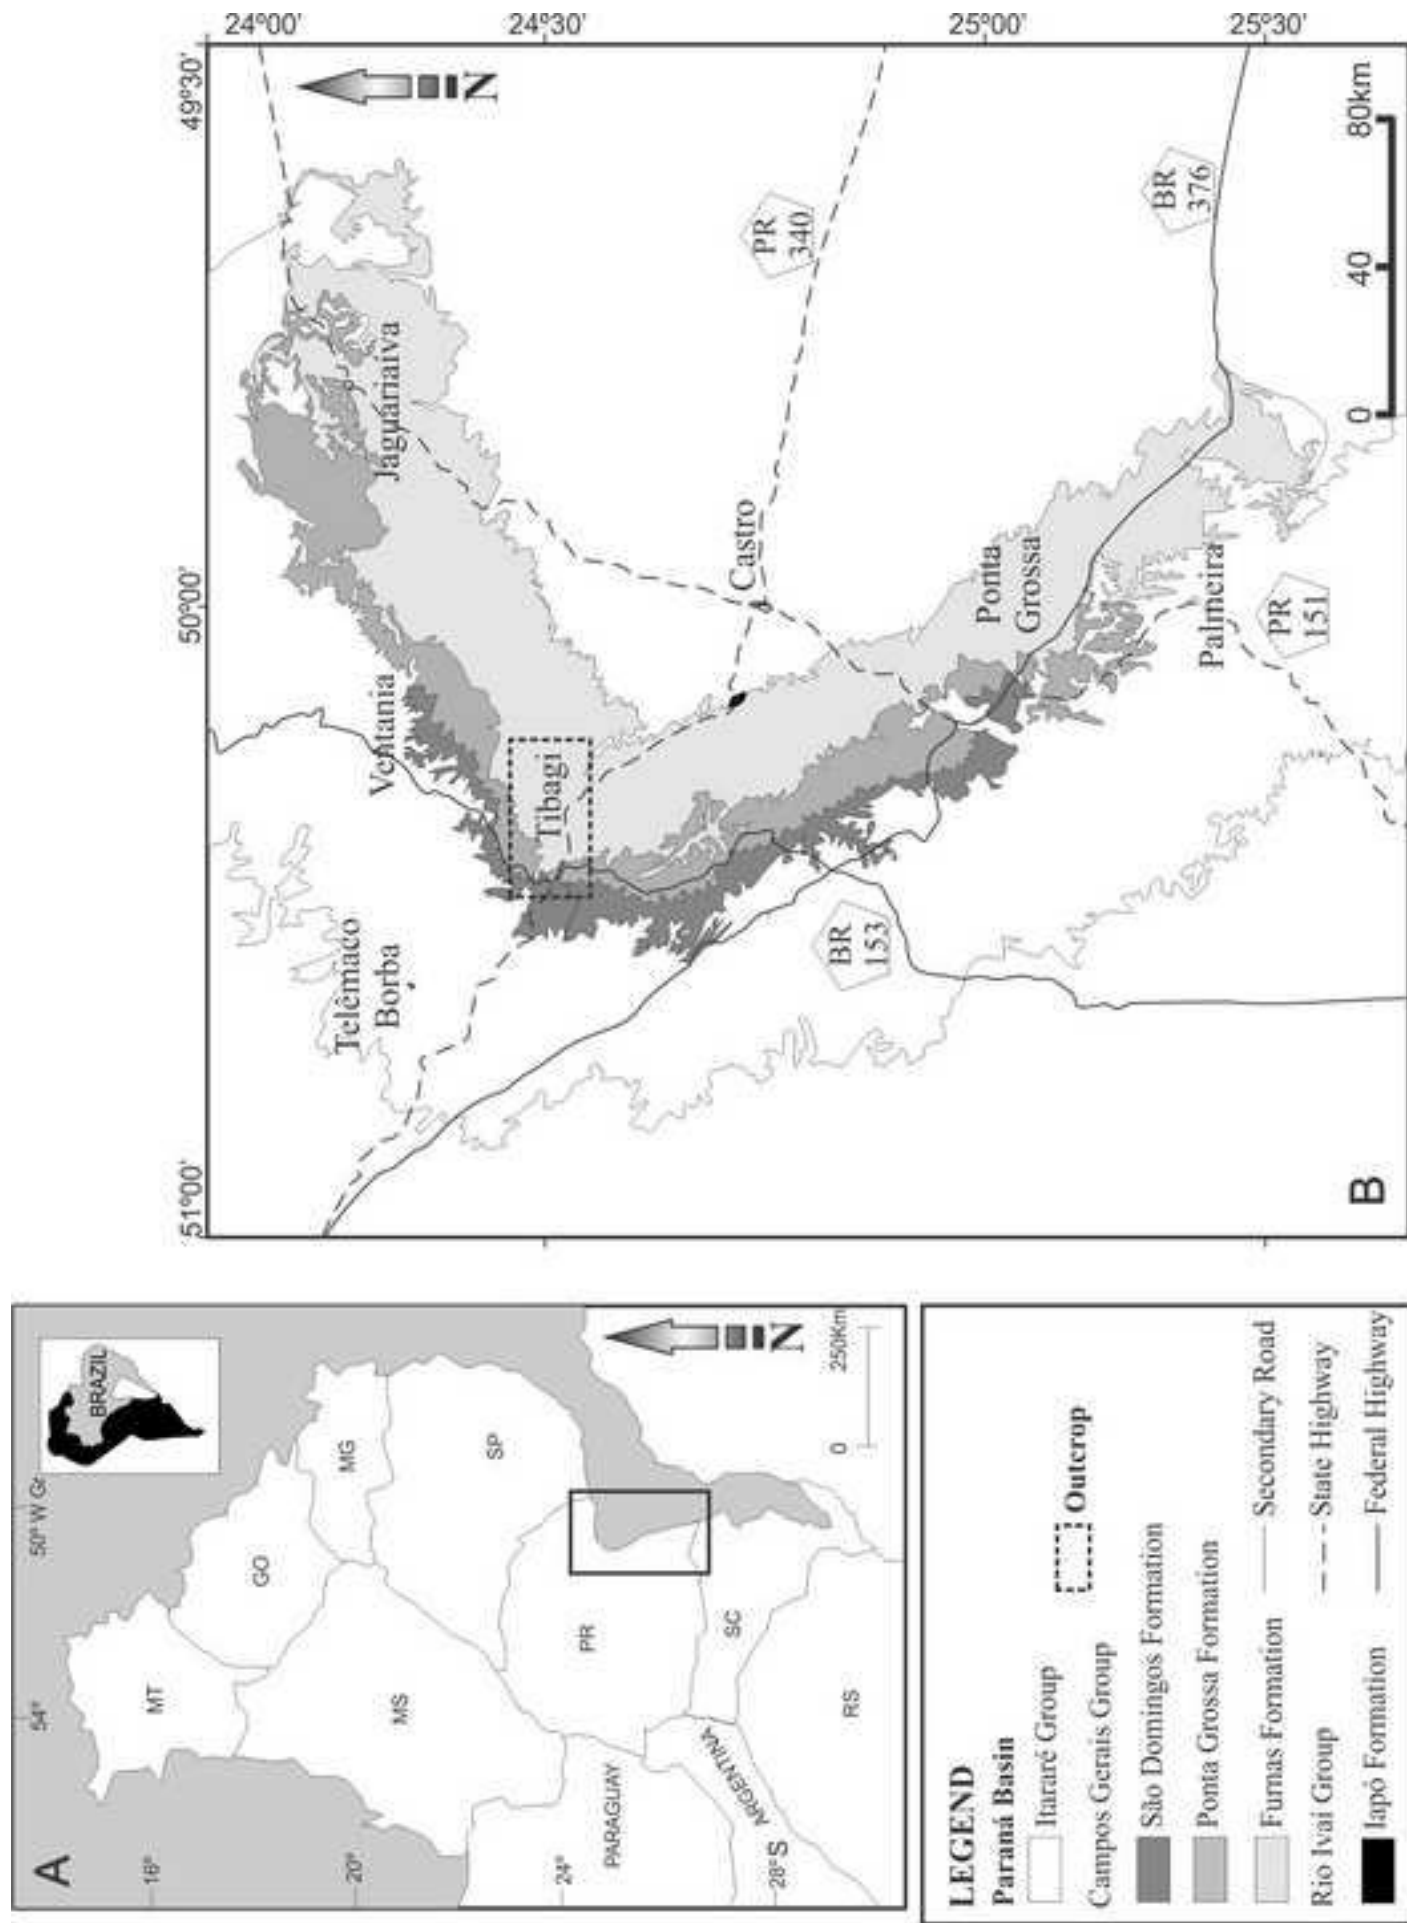 A
50° W Gr
54°
16°
20°
24°
28°S
BRAZIL
MT
GO
MG
MS
SP
PR
SC
RS
PARAGUAY
ARGENTINA
N
0
250Km
LEGEND
Paraná Basin
Itararé Group
Outcrop
Campos Gerais Group
São Domingos Formation
Ponta Grossa Formation
Furnas Formation
Secondary Road
Rio Ivaí Group
State Highway
Iapó Formation
Federal Highway
B
51°00'
50°00'
49°30'
24°00'
24°30'
25°00'
25°30'
N
Telêmaco
Borba
Ventania
Jaguariaíva
Tibagi
Castro
Ponta
Grossa
Palmeira
PR
340
BR
376
BR
153
PR
151
0
40
80km